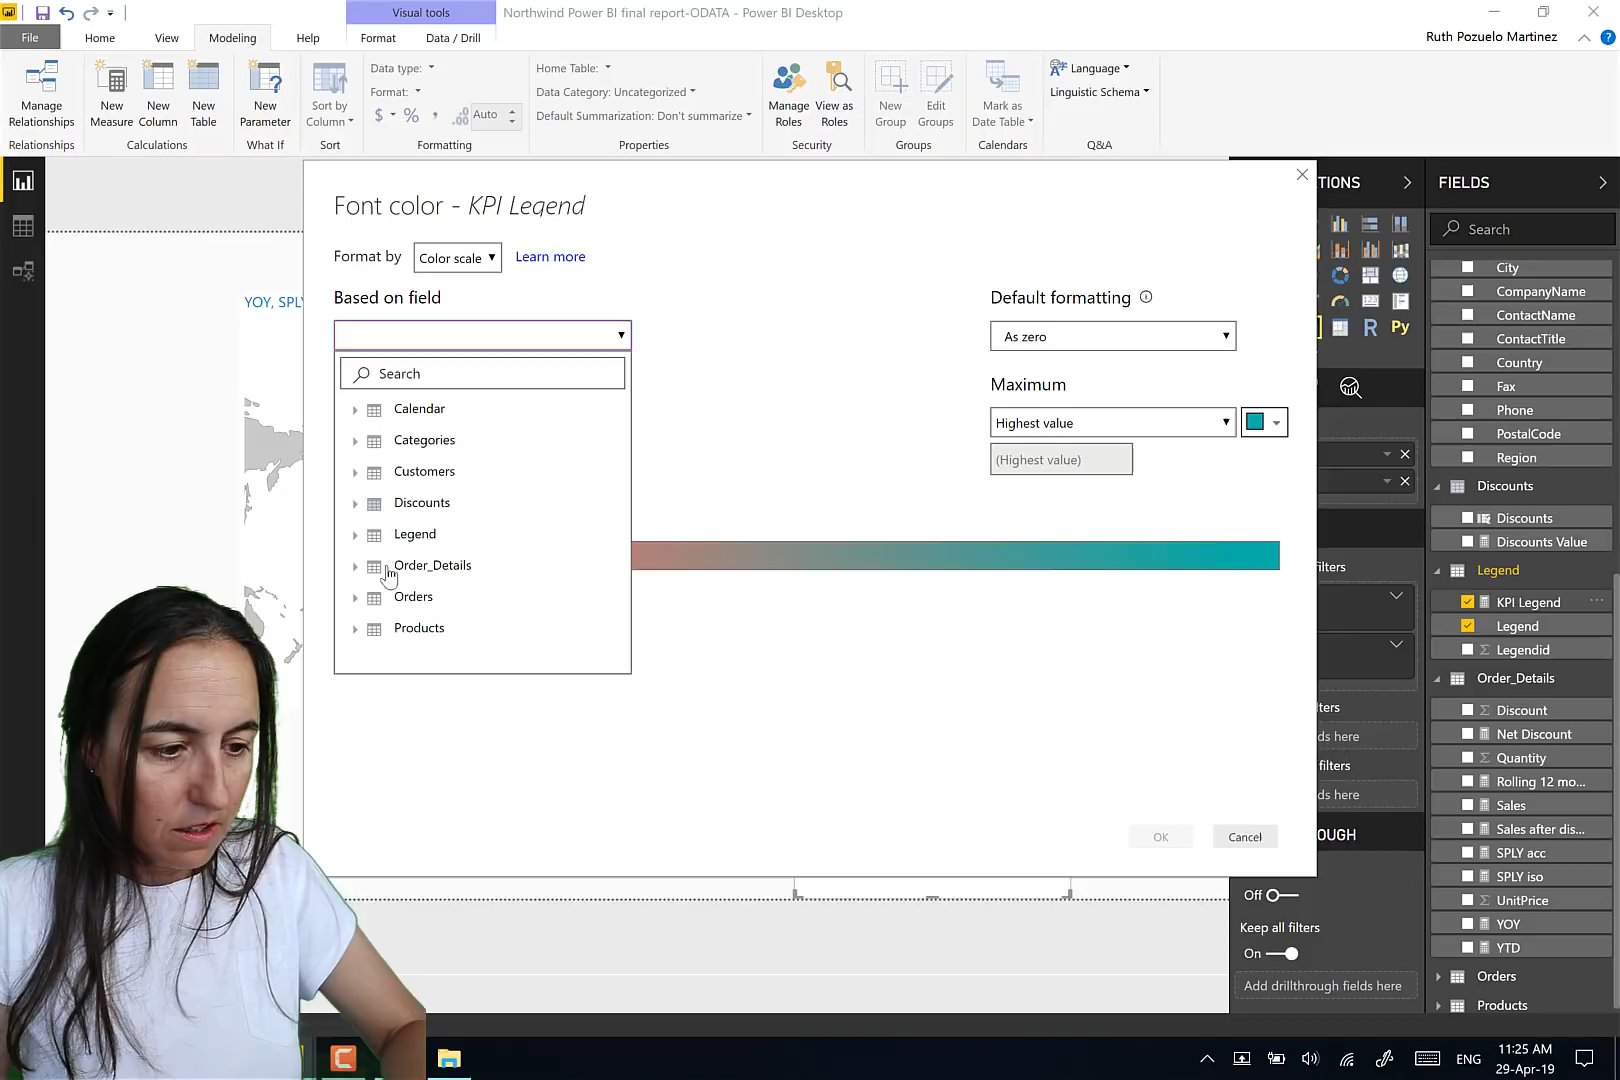 Visual tools
Northwind Power BI final report-ODATA - Power BI Desktop
File
Home
View
Modeling
Help
Format
Data / Drill
Ruth Pozuelo Martinez
?
Manage Relationships
New Measure
New Column
New Table
New Parameter
Sort by Column
Data type:
Format:
$ % , Auto
Home Table:
Data Category: Uncategorized
Default Summarization: Don't summarize
Manage Roles
View as Roles
New Group
Edit Groups
Mark as Date Table
Language
Linguistic Schema
Relationships
Calculations
What If
Sort
Formatting
Properties
Security
Groups
Calendars
Q&A
YOY, SPLY
Font color - KPI Legend
Format by
Color scale
Learn more
Based on field
Search
Calendar
Categories
Customers
Discounts
Legend
Order_Details
Orders
Products
Default formatting
As zero
Maximum
Highest value
(Highest value)
OK
Cancel
TIONS
R
Py
ilters
lters
ds here
filters
ds here
OUGH
Off
Keep all filters
On
Add drillthrough fields here
FIELDS
Search
City
CompanyName
ContactName
ContactTitle
Country
Fax
Phone
PostalCode
Region
Discounts
Discounts
Discounts Value
Legend
KPI Legend
Legend
Legendid
Order_Details
Discount
Net Discount
Quantity
Rolling 12 mo...
Sales
Sales after dis...
SPLY acc
SPLY iso
UnitPrice
YOY
YTD
Orders
Products
ENG
11:25 AM
29-Apr-19